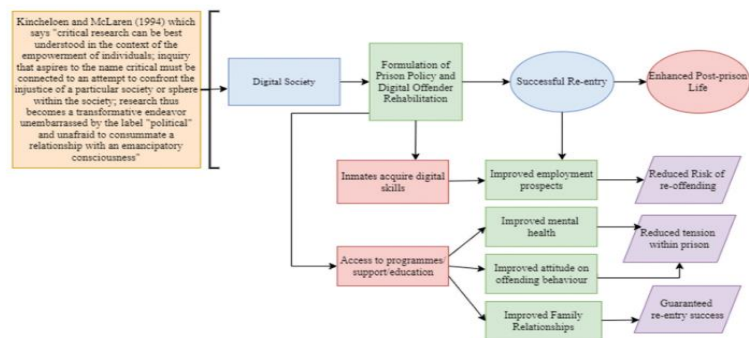 Kincheloen and McLaren (1994) which
says "critical research can be best
understood in the context of the
empowerment of individuals; inquiry
that aspires to the name critical must be
connected to an attempt to confront the
injustice of a particular society or sphere
within the society; research thus
becomes a transformative endeavor
unembarrassed by the label "political"
and unafraid to consummate a
relationship with an emancipatory
consciousness"
Digital Society
Formulation of
Prison Policy and
Digital Offender
Rehabilitation
Successful Re-entry
Enhanced Post-prison
Life
Inmates acquire digital
skills
Improved employment
prospects
Reduced Risk of
re-offending
Access to programmes/
support/education
Improved mental
health
Reduced tension
within prison
Improved attitude on
offending behaviour
Improved Family
Relationships
Guaranteed
re-entry success